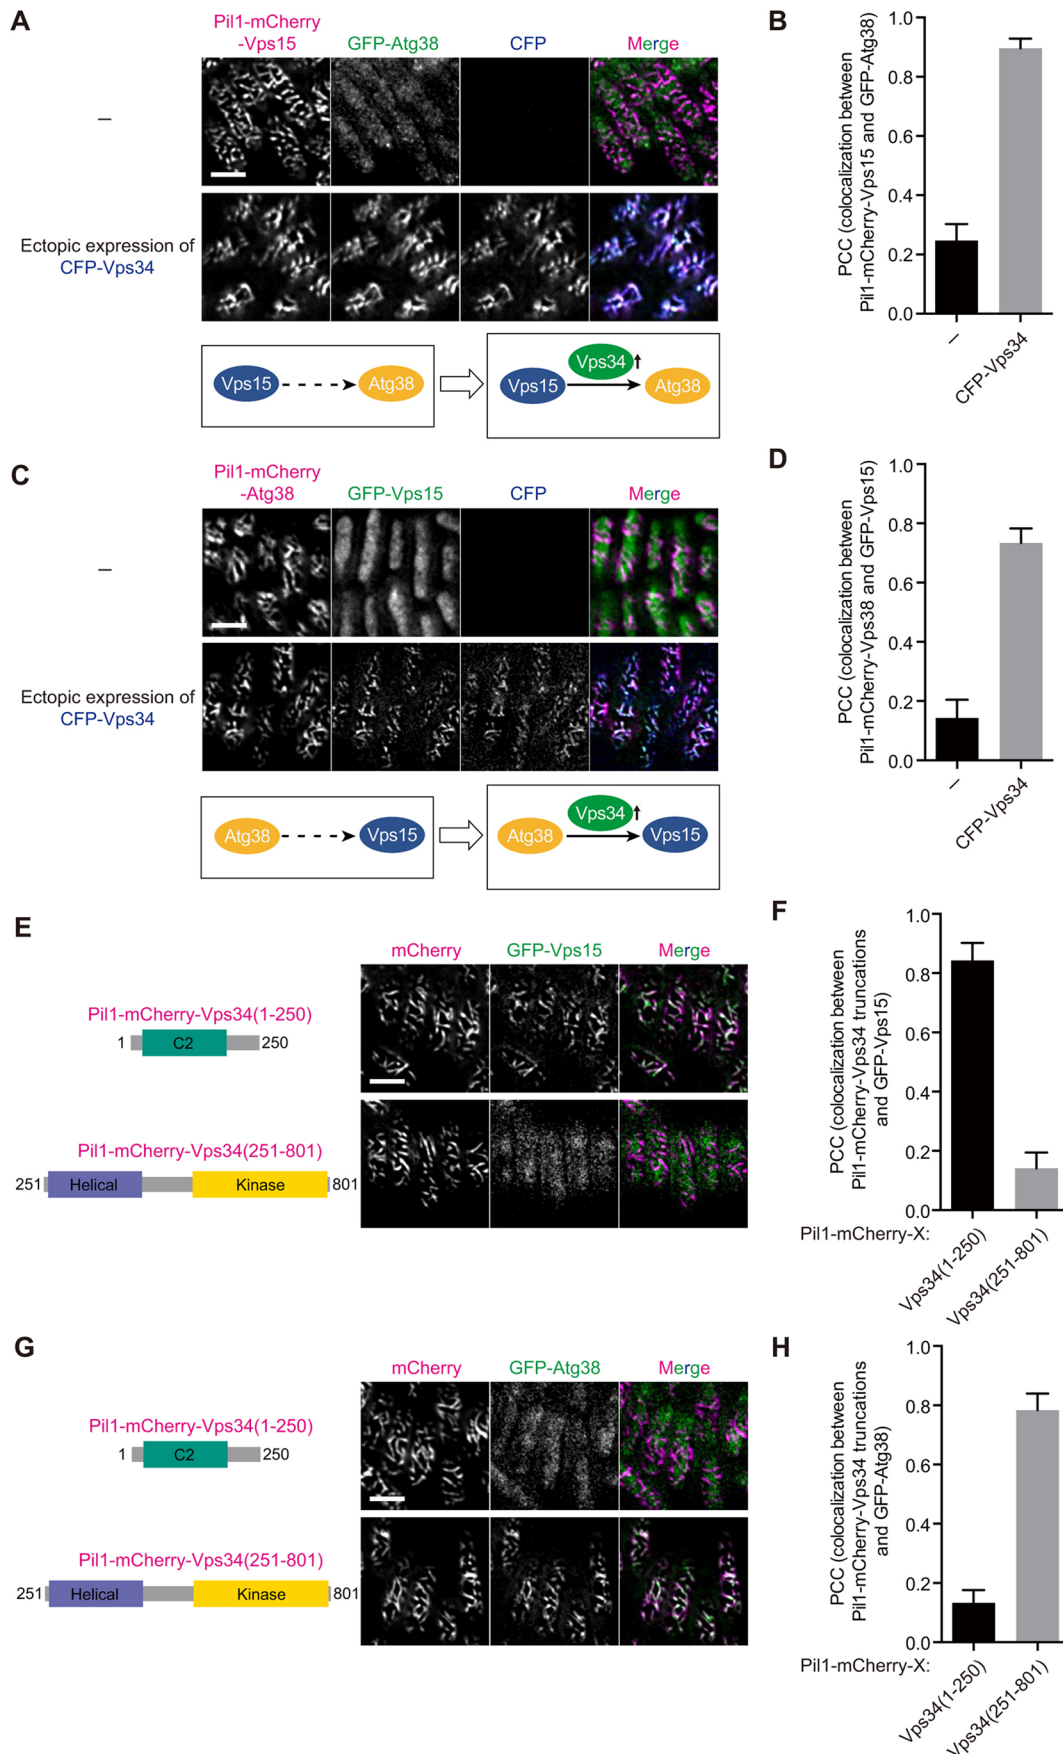 A
Pil1-mCherry
-Vps15
GFP-Atg38
CFP
Merge
–
Ectopic expression of
CFP-Vps34
Vps15
Atg38
Vps34
Vps15
Atg38
B
PCC (colocalization between
Pil1-mCherry-Vps15 and GFP-Atg38)
1.0
0.8
0.6
0.4
0.2
0.0
–
CFP-Vps34
C
Pil1-mCherry
-Atg38
GFP-Vps15
CFP
Merge
–
Ectopic expression of
CFP-Vps34
Atg38
Vps15
Vps34
Atg38
Vps15
D
PCC (colocalization between
Pil1-mCherry-Vps38 and GFP-Vps15)
1.0
0.8
0.6
0.4
0.2
0.0
–
CFP-Vps34
E
mCherry
GFP-Vps15
Merge
Pil1-mCherry-Vps34(1-250)
1
C2
250
Pil1-mCherry-Vps34(251-801)
251
Helical
Kinase
801
F
PCC (colocalization between
Pil1-mCherry-Vps34 truncations
and GFP-Vps15)
1.0
0.8
0.6
0.4
0.2
0.0
Pil1-mCherry-X:
Vps34(1-250)
Vps34(251-801)
G
mCherry
GFP-Atg38
Merge
Pil1-mCherry-Vps34(1-250)
1
C2
250
Pil1-mCherry-Vps34(251-801)
251
Helical
Kinase
801
H
PCC (colocalization between
Pil1-mCherry-Vps34 truncations
and GFP-Atg38)
1.0
0.8
0.6
0.4
0.2
0.0
Pil1-mCherry-X:
Vps34(1-250)
Vps34(251-801)